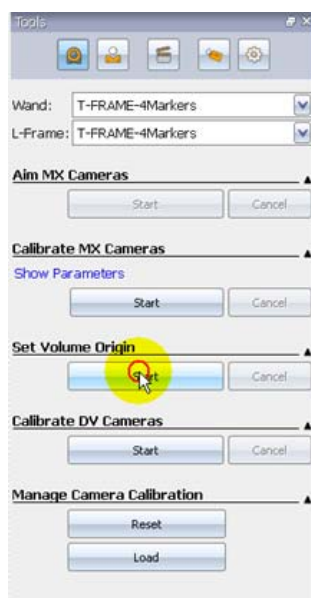 Tools
Wand: T-FRAME-4Markers
L-Frame: T-FRAME-4Markers
Aim MX Cameras
Start Cancel
Calibrate MX Cameras
Show Parameters
Start Cancel
Set Volume Origin
Start Cancel
Calibrate DV Cameras
Start Cancel
Manage Camera Calibration
Reset
Load